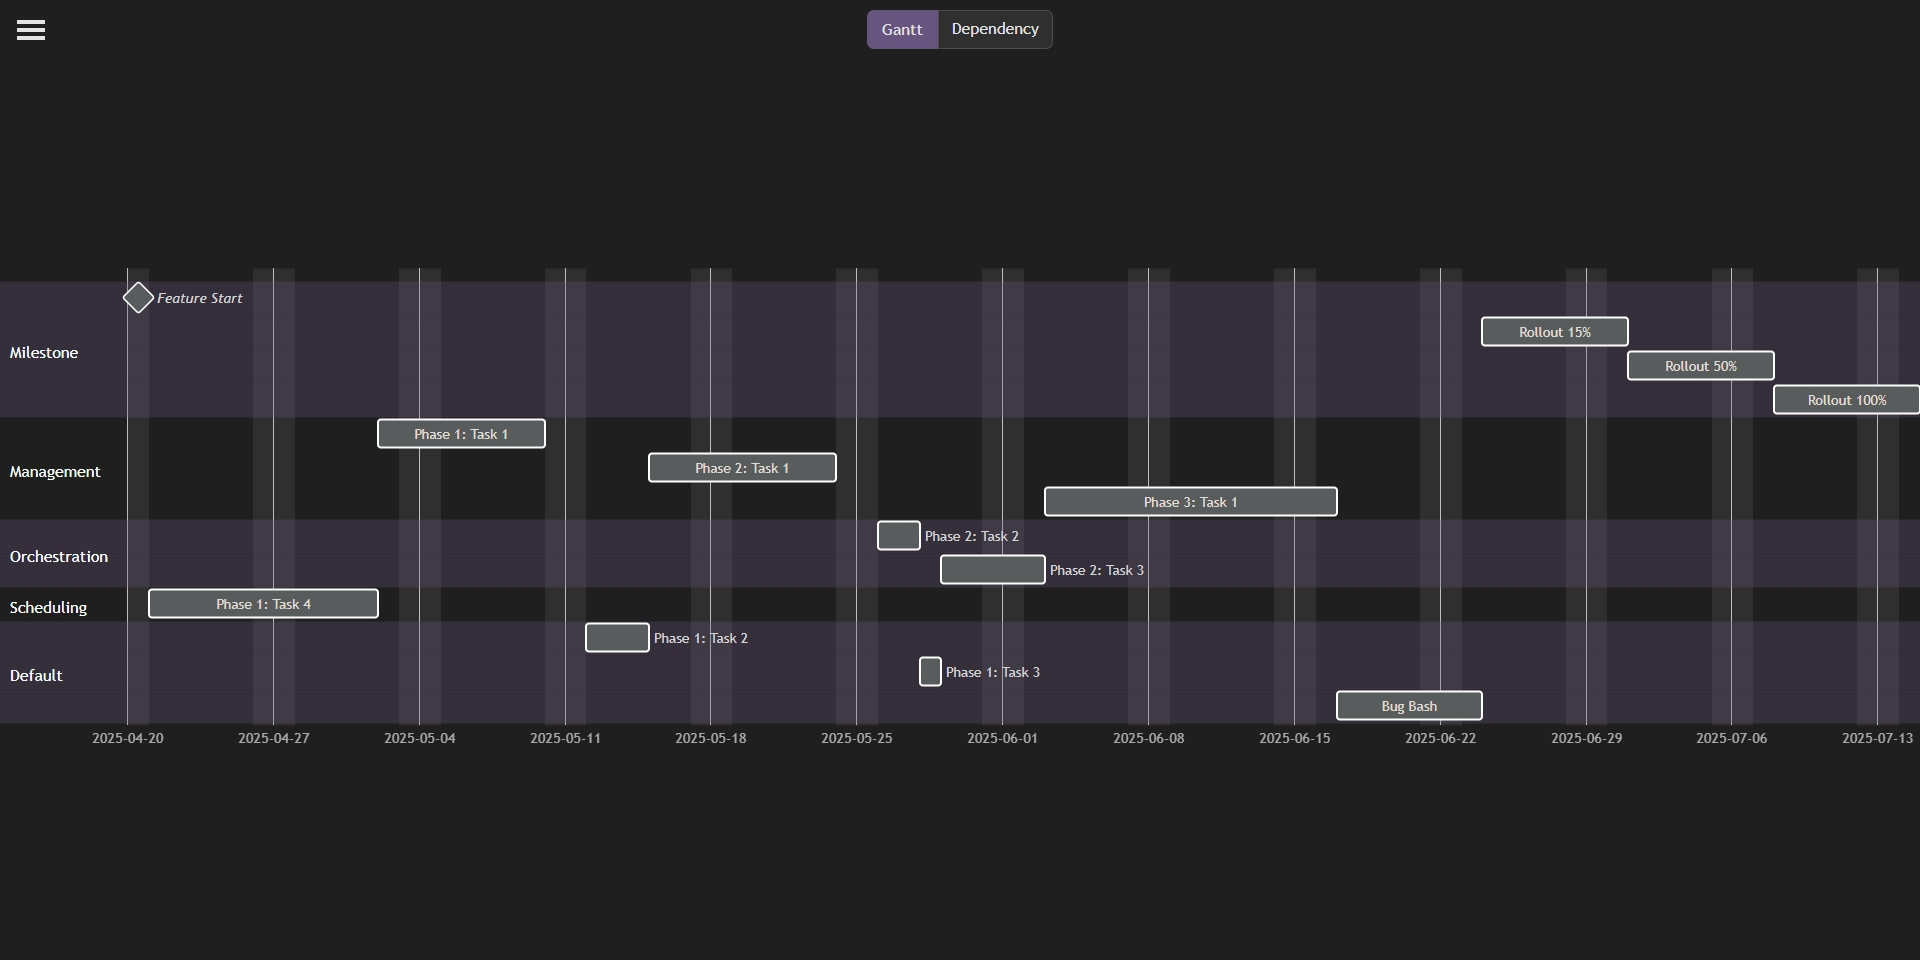 Gantt
Dependency
Feature Start
Rollout 15%
Milestone
Rollout 50%
Rollout 100%
Phase 1: Task 1
Management
Phase 2: Task 1
Phase 3: Task 1
Phase 2: Task 2
Orchestration
Phase 2: Task 3
Scheduling
Phase 1: Task 4
Phase 1: Task 2
Default
Phase 1: Task 3
Bug Bash
2025-04-20 2025-04-27 2025-05-04 2025-05-11 2025-05-18 2025-05-25 2025-06-01 2025-06-08 2025-06-15 2025-06-22 2025-06-29 2025-07-06 2025-07-13